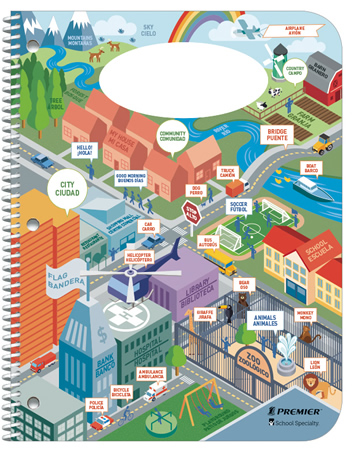 MOUNTAINS
MONTAÑAS
SKY
CIELO
AIRPLANE
AVIÓN
COUNTRY
CAMPO
BARN
GRANERO
TREE
ÁRBOL
FARM
GRANJA
RIVER
RÍO
MY HOUSE
MI CASA
COMMUNITY
COMUNIDAD
BRIDGE
PUENTE
HELLO!
¡HOLA!
GOOD MORNING
BUENOS DÍAS
DOG
PERRO
TRUCK
CAMIÓN
BOAT
BARCO
CITY
CIUDAD
STOP
ALTO
SOCCER
FÚTBOL
CAR
CARRO
BUS
AUTOBÚS
SCHOOL
ESCUELA
HELICOPTER
HELICÓPTERO
FLAG
BANDERA
LIBRARY
BIBLIOTECA
BEAR
OSO
GIRAFFE
JIRAFA
ANIMALS
ANIMALES
MONKEY
MONO
HOSPITAL
HOSPITAL
BANK
BANCO
ZOO
ZOOLÓGICO
LION
LEÓN
AMBULANCE
AMBULANCIA
BICYCLE
BICICLETA
POLICE
POLICÍA
PLAYGROUND
PREMIER
School Specialty.